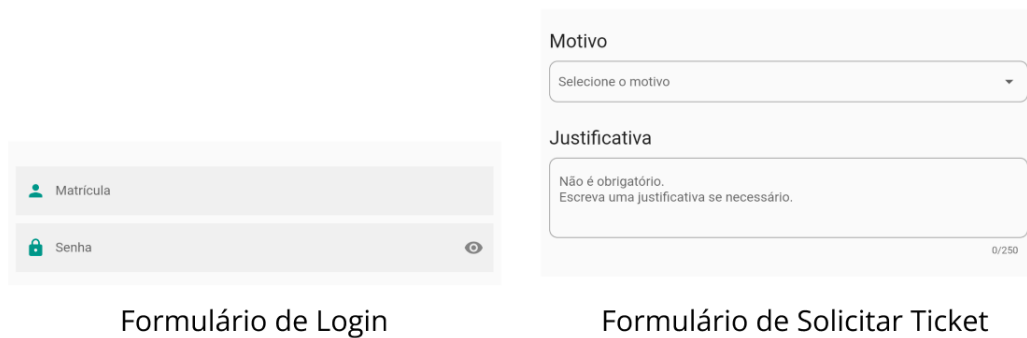 Matrícula
Senha
Formulário de Login
Motivo
Selecione o motivo
Justificativa
Não é obrigatório.
Escreva uma justificativa se necessário.
0/250
Formulário de Solicitar Ticket